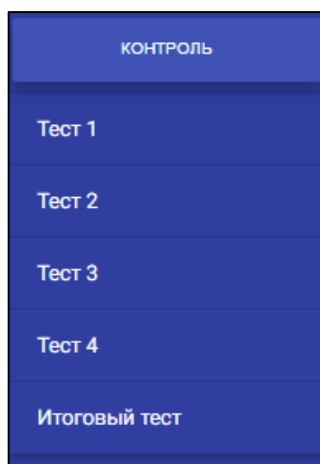 КОНТРОЛЬ
Тест 1
Тест 2
Тест 3
Тест 4
Итоговый тест